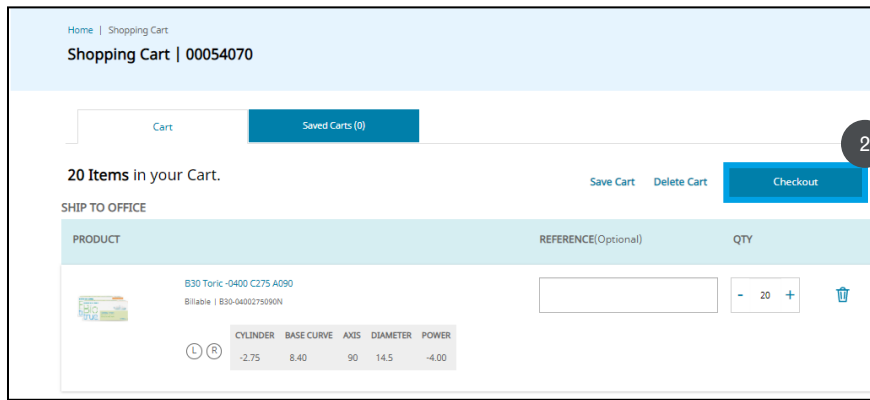 Home | Shopping Cart
Shopping Cart | 00054070
Cart
Saved Carts (0)
2
20 Items in your Cart.
Save Cart
Delete Cart
Checkout
SHIP TO OFFICE
PRODUCT
REFERENCE(Optional)
QTY
B30 Toric -0400 C275 A090
Billable | B30-0400275090N
- 20 +
CYLINDER BASE CURVE AXIS DIAMETER POWER
L R
-2.75 8.40 90 14.5 -4.00